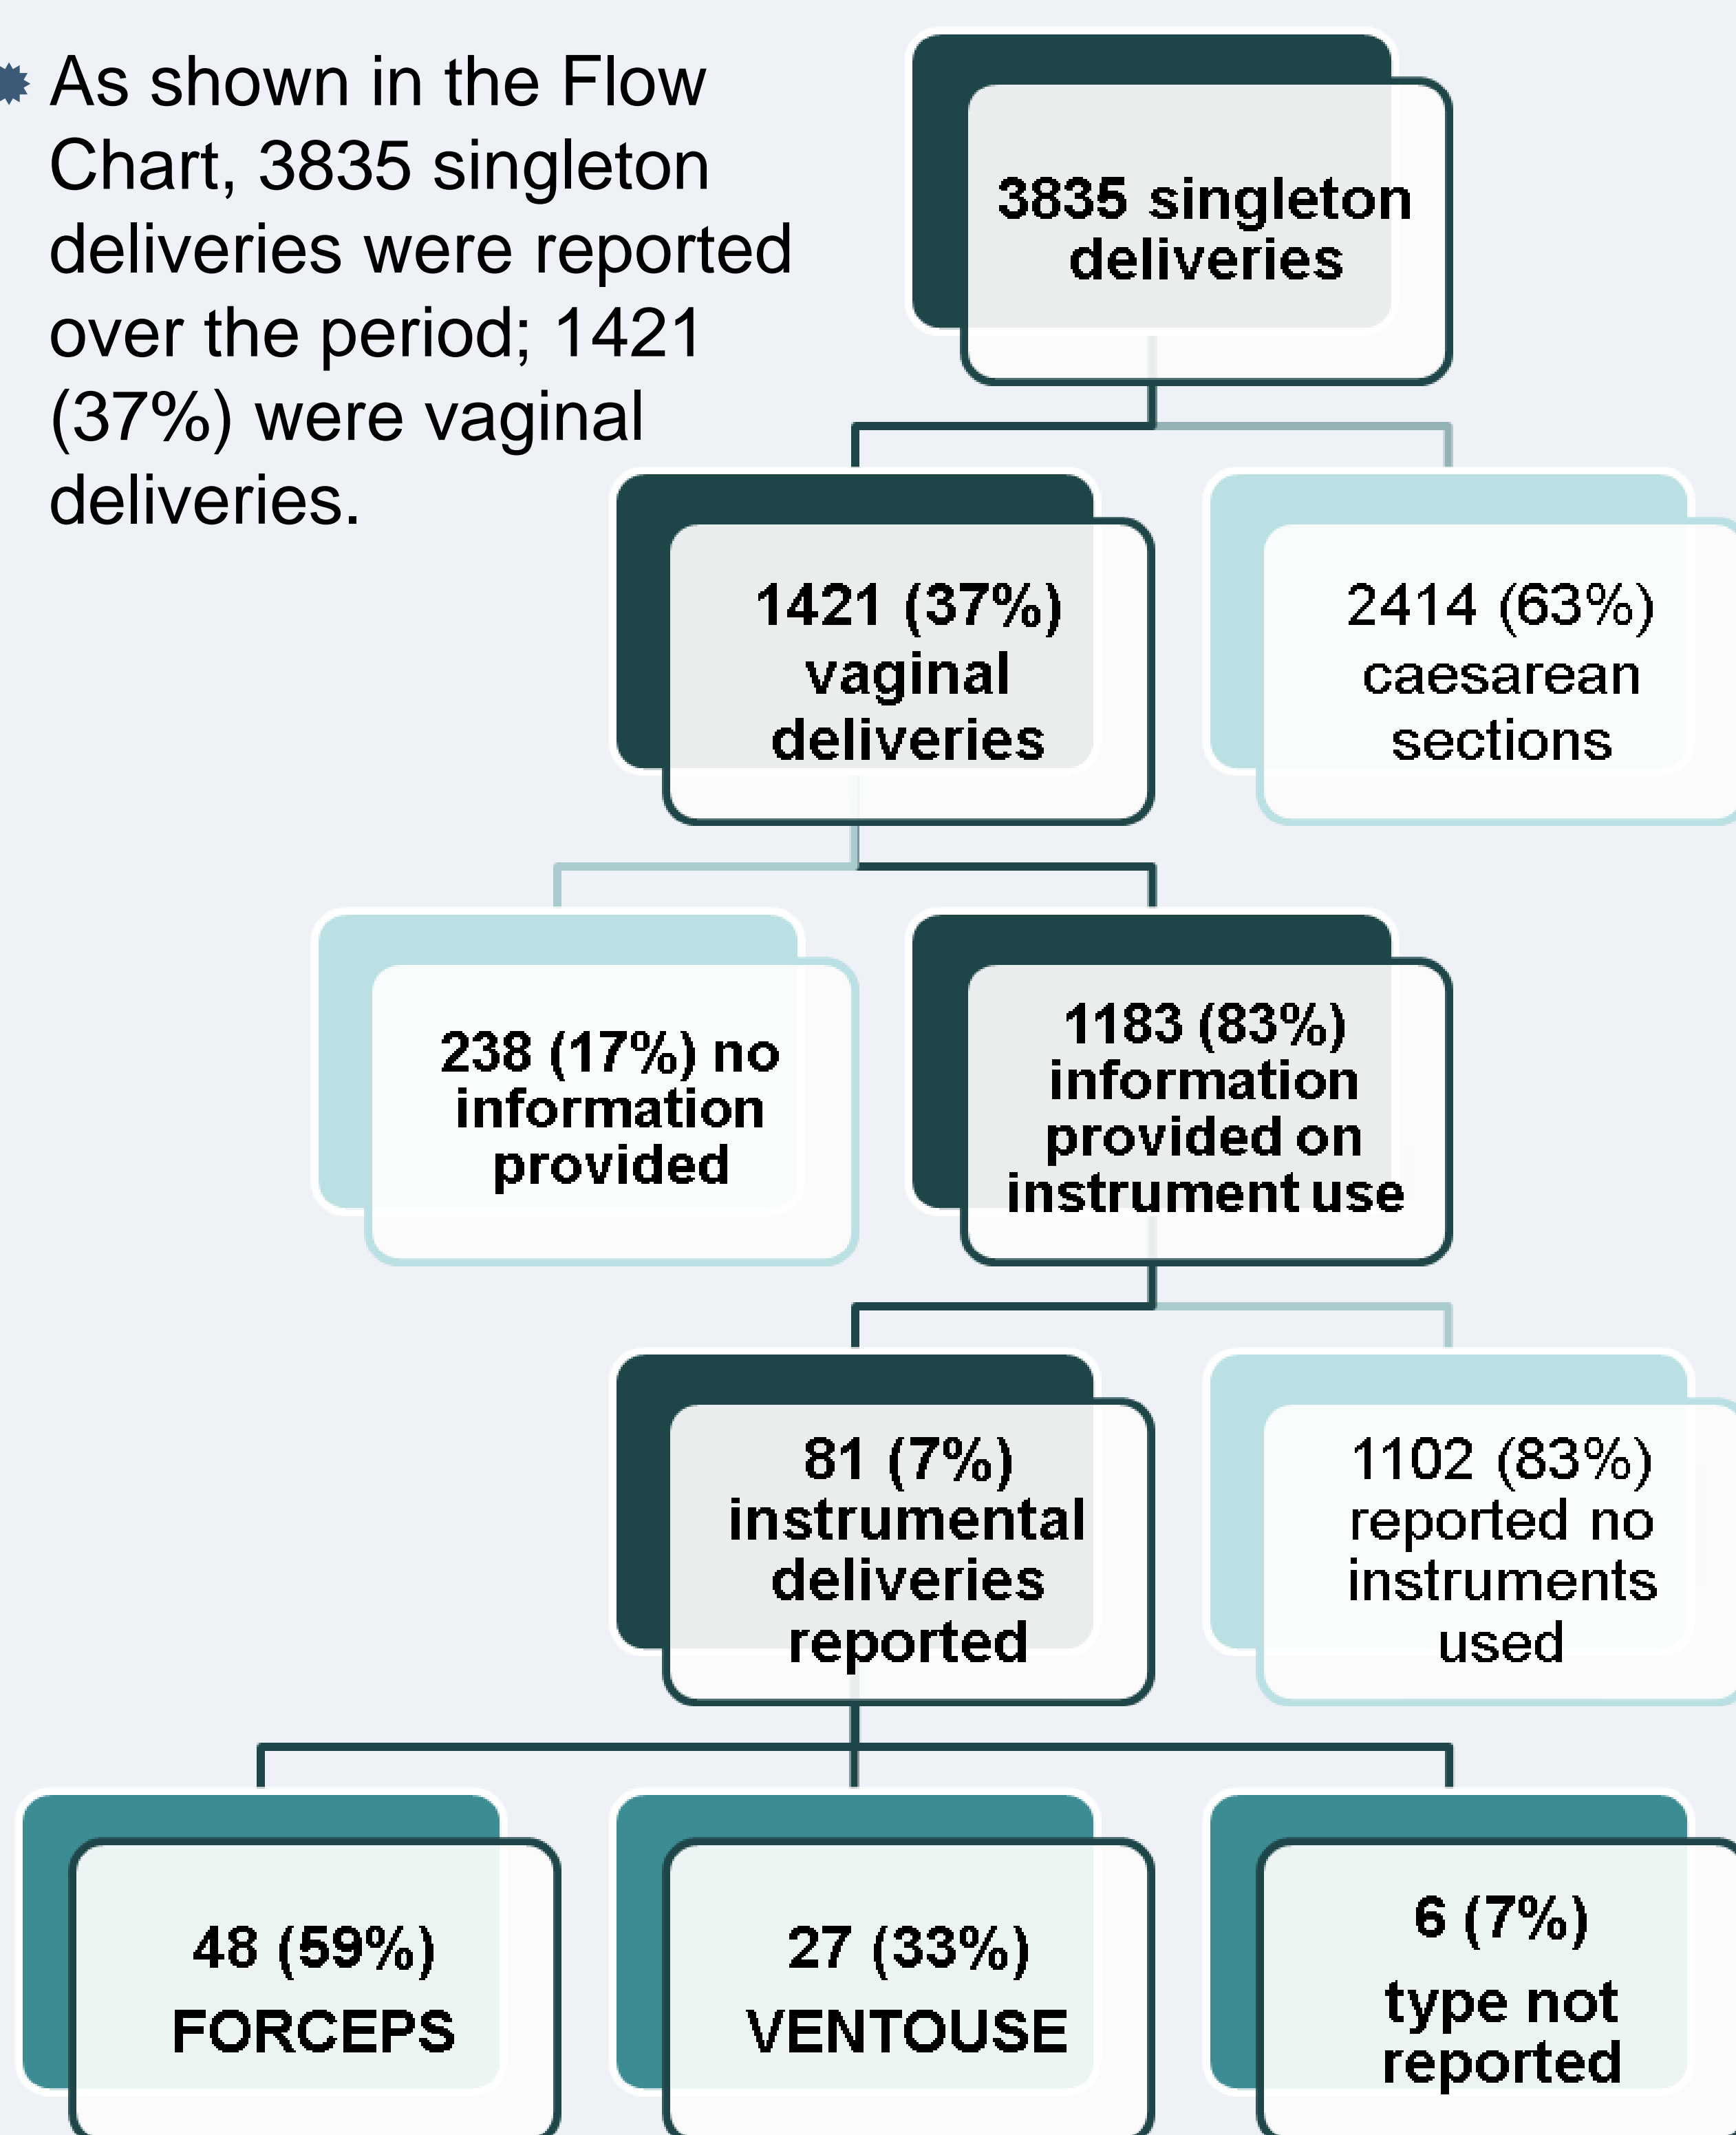 As shown in the Flow
Chart, 3835 singleton
deliveries were reported
over the period; 1421
(37%) were vaginal
deliveries.
3835 singleton
deliveries
1421 (37%)
vaginal
deliveries
2414 (63%)
caesarean
sections
238 (17%) no
information
provided
1183 (83%)
information
provided on
instrument use
81 (7%)
instrumental
deliveries
reported
1102 (83%)
reported no
instruments
used
48 (59%)
FORCEPS
27 (33%)
VENTOUSE
6 (7%)
type not
reported